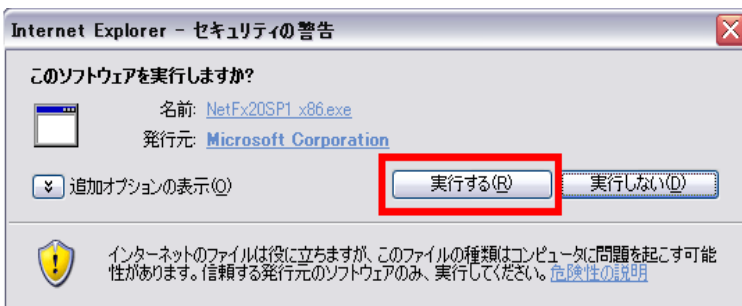 Internet Explorer - セキュリティの警告
このソフトウェアを実行しますか?
名前: NetFx20SP1_x86.exe
発行元: Microsoft Corporation
追加オプションの表示(O) 実行する(R) 実行しない(D)
インターネットのファイルは役に立ちますが、このファイルの種類はコンピュータに問題を起こす可能
性があります。信頼する発行元のソフトウェアのみ、実行してください。危険性の説明